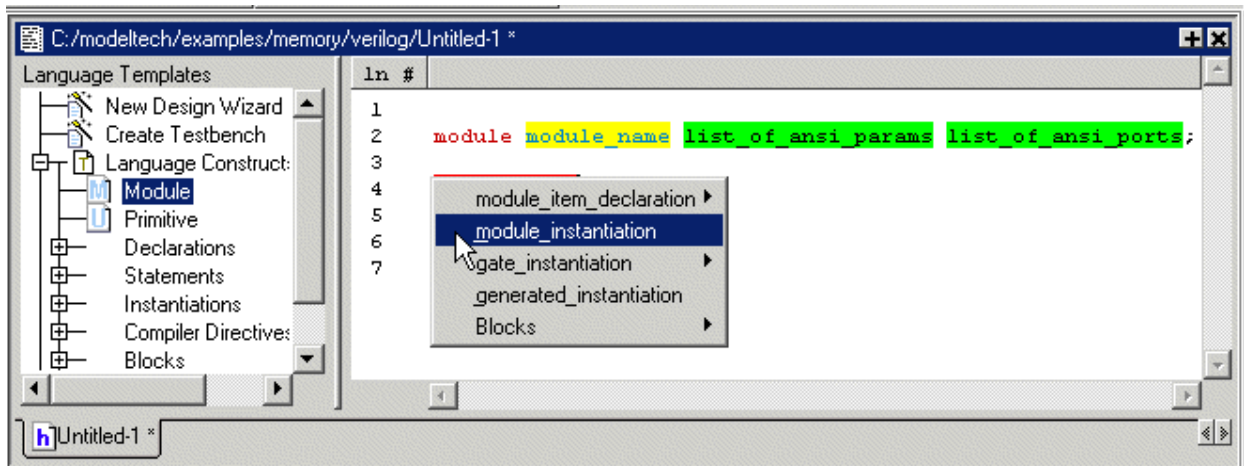 C:/modeltech/examples/memory/verilog/Untitled-1 *
Language Templates
New Design Wizard
Create Testbench
Language Construct
M Module
U Primitive
Declarations
Statements
Instantiations
Compiler Directives
Blocks
ln #
1
2 module module_name list_of_ansi_params list_of_ansi_ports;
3
4
5
6
7
module_item_declaration
module_instantiation
gate_instantiation
generated_instantiation
Blocks
h Untitled-1 *